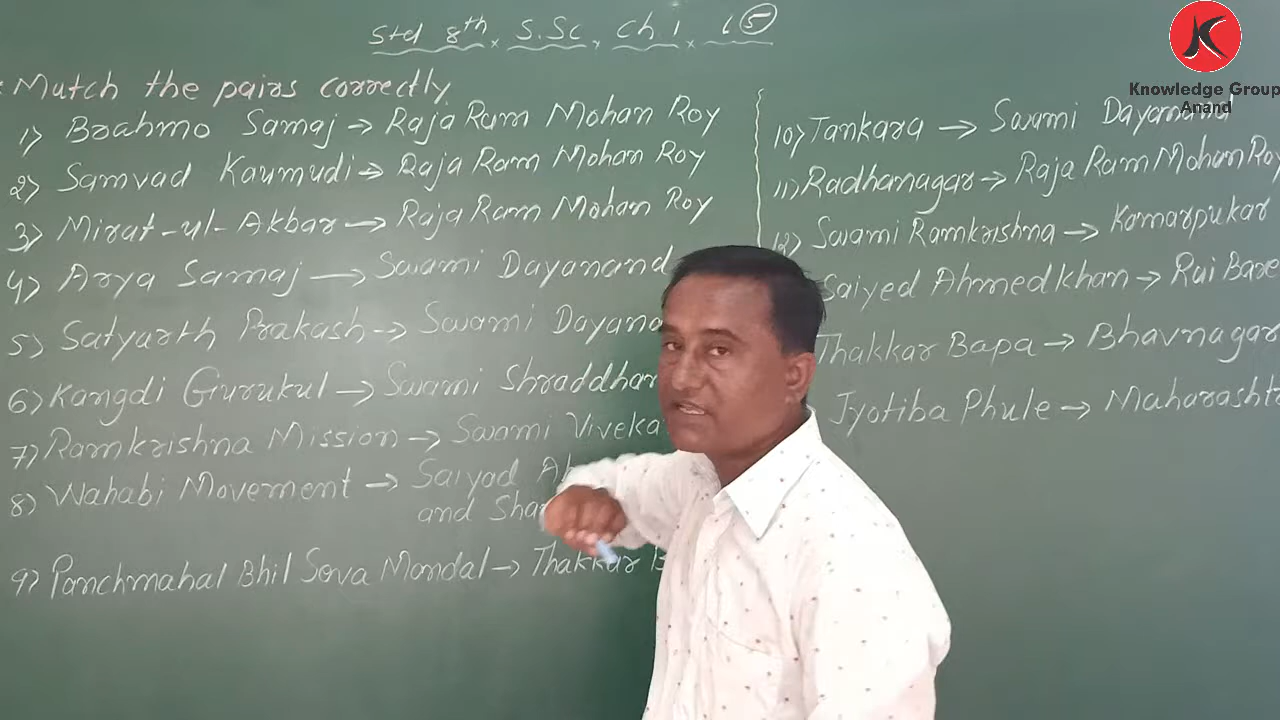 Std 8th, S.Sc, Ch.1, (5)
Match the pairs correctly.
1) Brahmo Samaj → Raja Ram Mohan Roy
2) Samvad Kaumudi → Raja Ram Mohan Roy
3) Mirat-ul-Akbar → Raja Ram Mohan Roy
4) Arya Samaj → Swami Dayanand
5) Satyarth Prakash → Swami
6) Kangdi Gurukul → Swami
7) Ramkrishna Mission → Swami
8) Wahabi Movement → Saiyad
and
9) Panchmahal Bhil Seva Mandal → Thakkar
10) Tankara → Swami Dayanand
11) Radhanagar → Raja Ram Mohan Roy
12) Swami Ramkrishna → Kamarpukar
Saiyed Ahmedkhan → Rai
Thakkar Bapa → Bhavnagar
Jyotiba Phule →
K
Knowledge Group
Anand